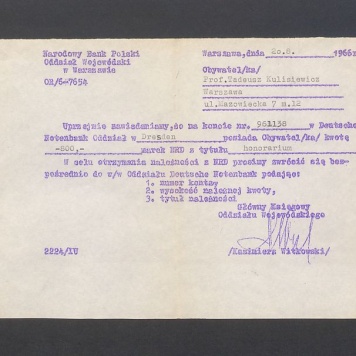 Narodowy Bank Polski
Oddział Wojewódzki
w Warszawie
OR/6-7654
Warszawa, dnia 20.8. 1966r
Obywatel/ka/
Prof. Tadeusz Kulisiewicz
Warszawa
ul. Mazowiecka 7 m.12
Uprzejmie zawiadamiamy, że na koncie nr. 961138 w Deutsche
Notenbank Oddział w Dresden posiada Obywatel/ka/ kwotę
-800,- marek NRD z tytułu honorarium
W celu otrzymania należności z NRD prosimy zwrócić się bez-
pośrednio do w/w Oddziału Deutsche Notenbank podając:
1. numer konta,
2. wysokość należnej kwoty,
3. tytuł należności
Główny Księgowy
Oddziału Wojewódzkiego
/Kazimierz Witkowski/
2224/IU